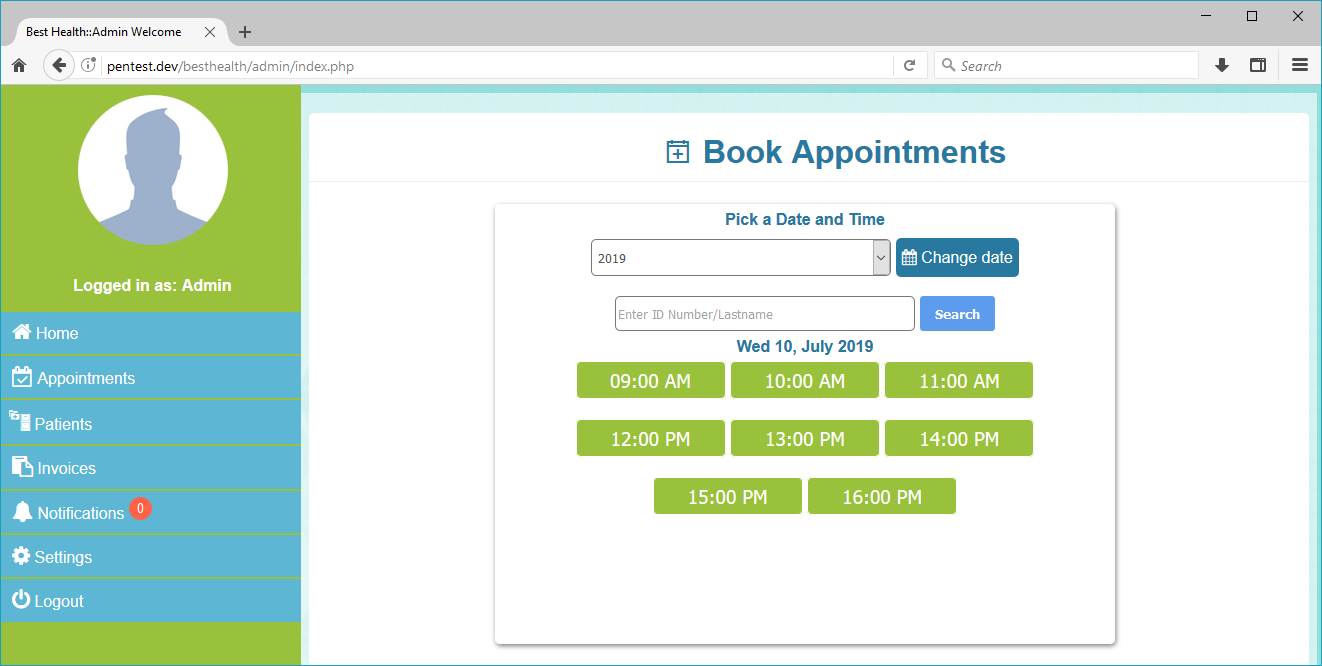 Best Health::Admin Welcome
pentest.dev/besthealth/admin/index.php
Search
Logged in as: Admin
Home
Appointments
Patients
Invoices
Notifications 0
Settings
Logout
Book Appointments
Pick a Date and Time
2019 Change date
Enter ID Number/Lastname Search
Wed 10, July 2019
09:00 AM 10:00 AM 11:00 AM
12:00 PM 13:00 PM 14:00 PM
15:00 PM 16:00 PM